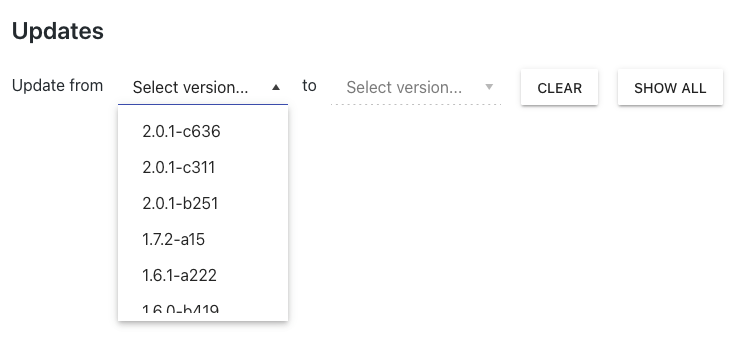 Updates
Update from Select version... to Select version... CLEAR SHOW ALL
2.0.1-c636
2.0.1-c311
2.0.1-b251
1.7.2-a15
1.6.1-a222
1.6.0-b419